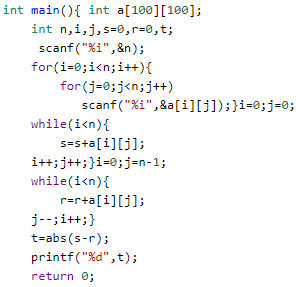 int main(){ int a[100][100];
int n,i,j,s=0,r=0,t;
scanf("%i",&n);
for(i=0;i<n;i++){
for(j=0;j<n;j++)
scanf("%i",&a[i][j]);}i=0;j=0;
while(i<n){
s=s+a[i][j];
i++;j++;}i=0;j=n-1;
while(i<n){
r=r+a[i][j];
j--;i++;}
t=abs(s-r);
printf("%d",t);
return 0;